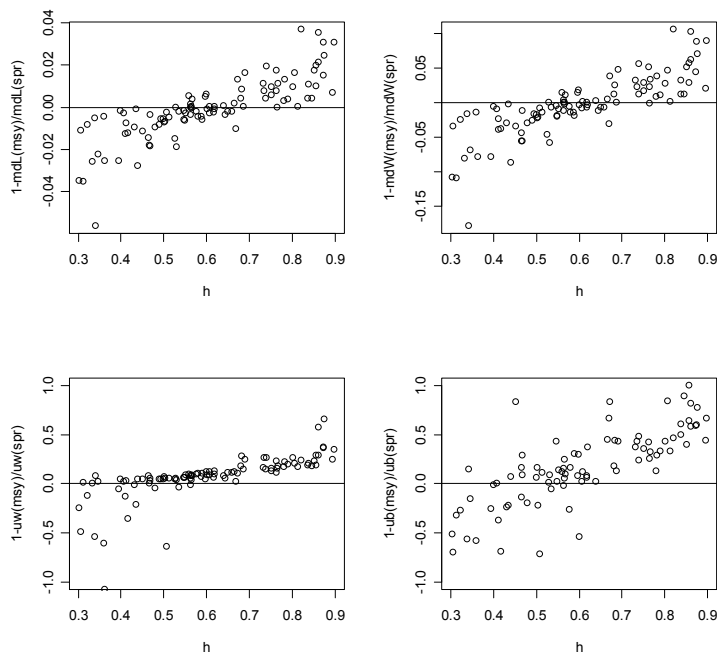 1-mdL(msy)/mdL(spr)
0.04
0.02
0.00
-0.02
-0.04
0.3 0.4 0.5 0.6 0.7 0.8 0.9
h
1-mdW(msy)/mdW(spr)
0.05
-0.05
-0.15
0.3 0.4 0.5 0.6 0.7 0.8 0.9
h
1-uw(msy)/uw(spr)
1.0
0.5
0.0
-0.5
-1.0
0.3 0.4 0.5 0.6 0.7 0.8 0.9
h
1-ub(msy)/ub(spr)
1.0
0.5
0.0
-0.5
-1.0
0.3 0.4 0.5 0.6 0.7 0.8 0.9
h